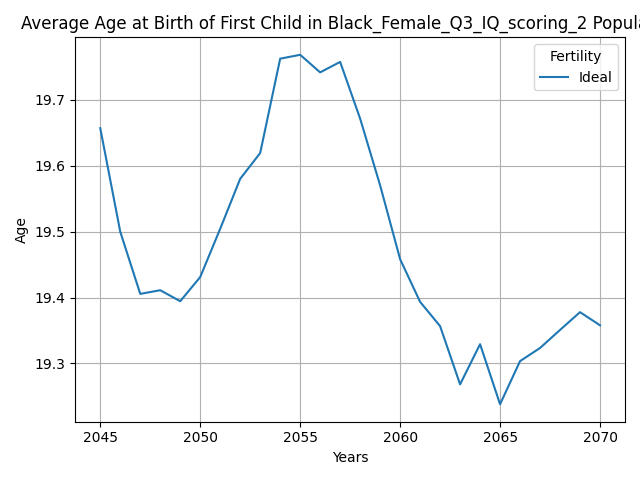 Average Age at Birth of First Child in Black_Female_Q3_IQ_scoring_2 Popula
Fertility
Ideal
19.7
19.6
19.5
19.4
19.3
Age
2045 2050 2055 2060 2065 2070
Years